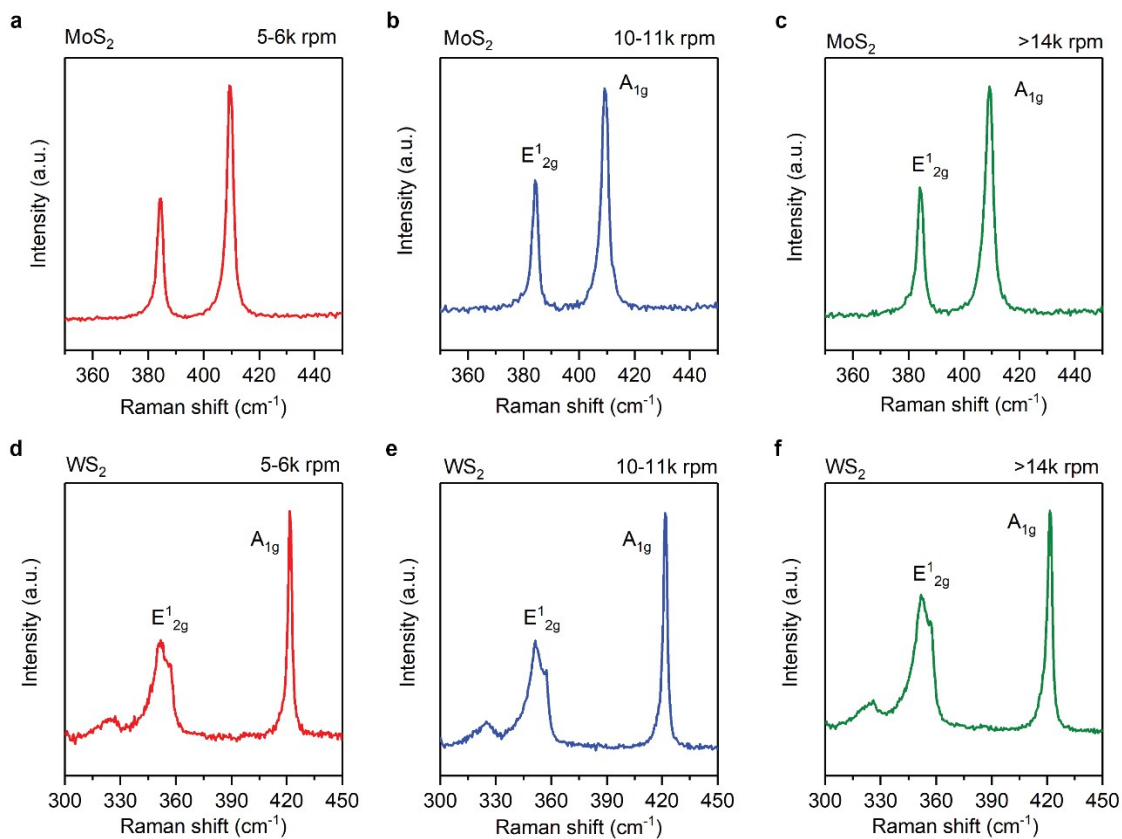 a
MoS₂ 5-6k rpm
Intensity (a.u.)
360 380 400 420 440
Raman shift (cm⁻¹)
b
MoS₂ 10-11k rpm
A₁g
E¹₂g
Intensity (a.u.)
360 380 400 420 440
Raman shift (cm⁻¹)
c
MoS₂ >14k rpm
A₁g
E¹₂g
Intensity (a.u.)
360 380 400 420 440
Raman shift (cm⁻¹)
d
WS₂ 5-6k rpm
A₁g
E¹₂g
Intensity (a.u.)
300 330 360 390 420 450
Raman shift (cm⁻¹)
e
WS₂ 10-11k rpm
A₁g
E¹₂g
Intensity (a.u.)
300 330 360 390 420 450
Raman shift (cm⁻¹)
f
WS₂ >14k rpm
A₁g
E¹₂g
Intensity (a.u.)
300 330 360 390 420 450
Raman shift (cm⁻¹)